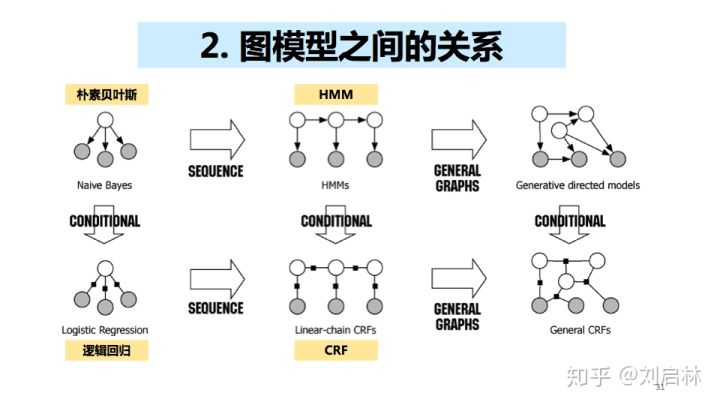 2. 图模型之间的关系
朴素贝叶斯
HMM
SEQUENCE
GENERAL
GRAPHS
Naive Bayes
HMMs
Generative directed models
CONDITIONAL
CONDITIONAL
CONDITIONAL
SEQUENCE
GENERAL
GRAPHS
Logistic Regression
Linear-chain CRFs
General CRFs
逻辑回归
CRF
知乎 @刘启林
31